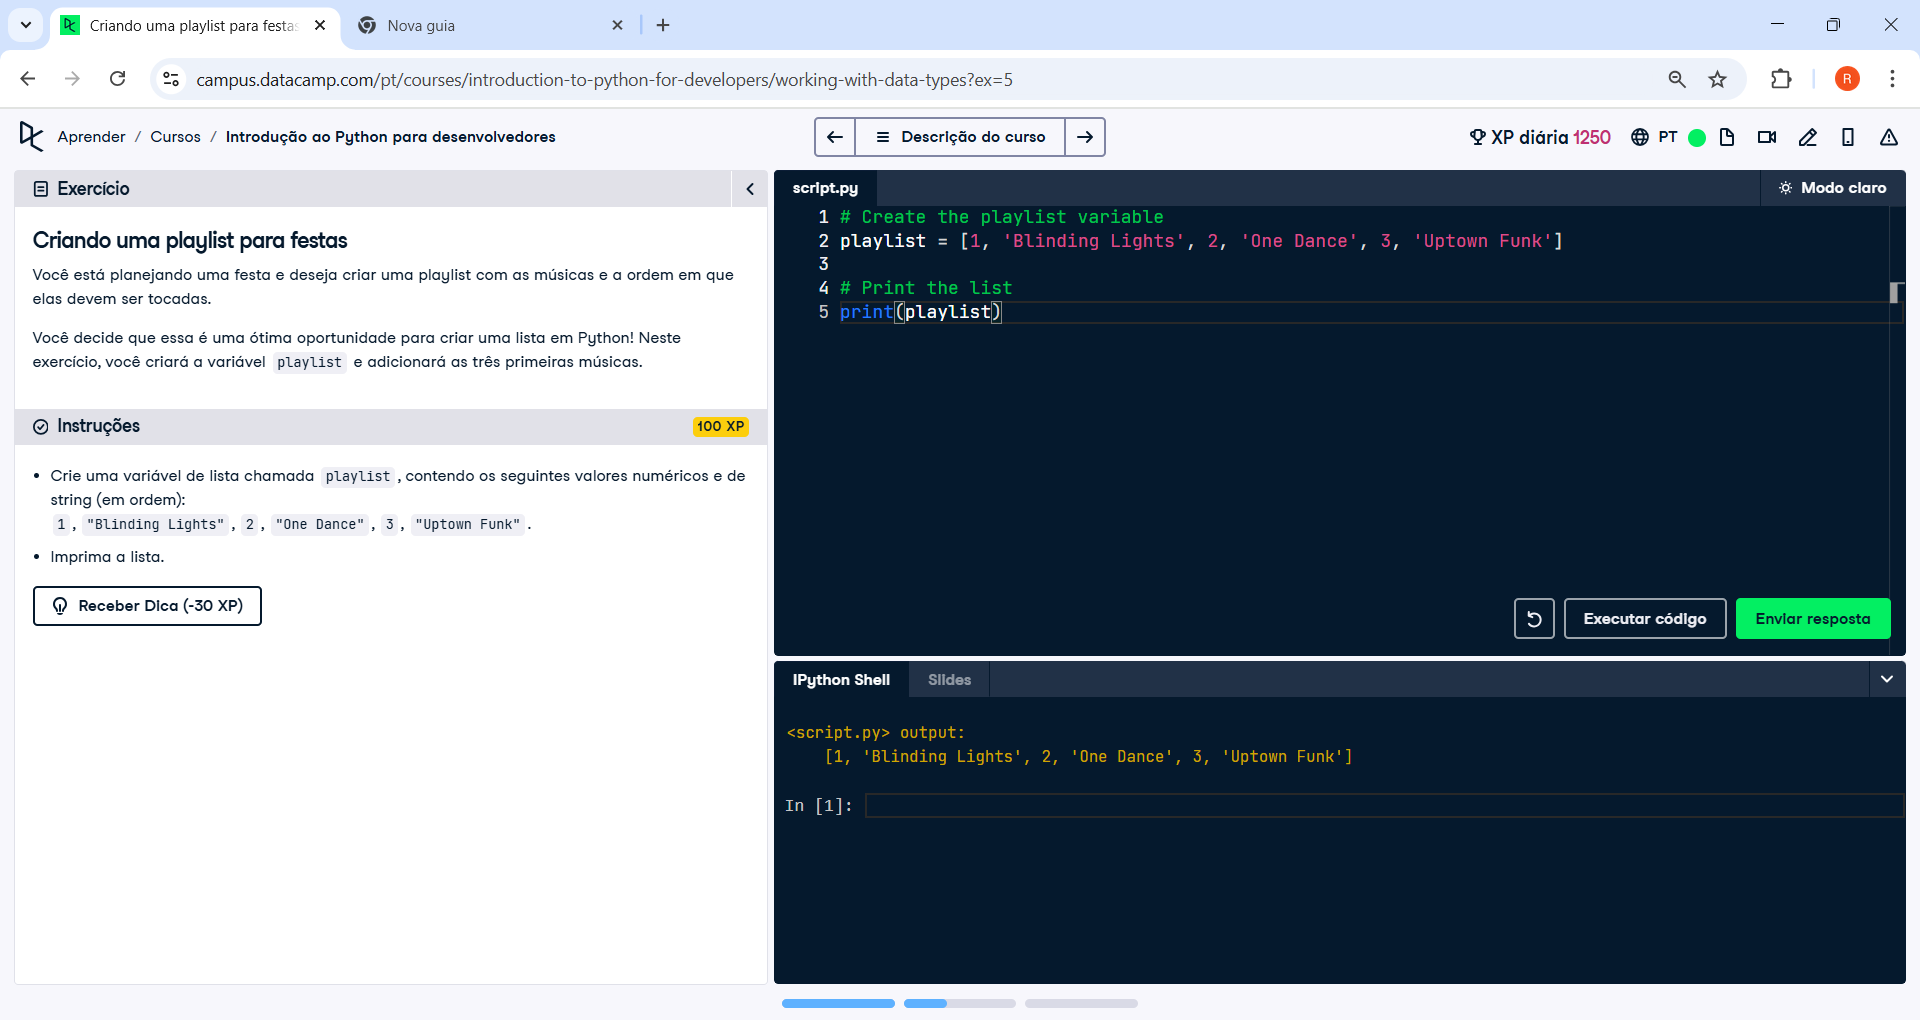 Criando uma playlist para festas
Nova guia
campus.datacamp.com/pt/courses/introduction-to-python-for-developers/working-with-data-types?ex=5
R
Aprender / Cursos / Introdução ao Python para desenvolvedores
Descrição do curso
XP diária 1250
PT
Exercício
Criando uma playlist para festas
Você está planejando uma festa e deseja criar uma playlist com as músicas e a ordem em que
elas devem ser tocadas.
Você decide que essa é uma ótima oportunidade para criar uma lista em Python! Neste
exercício, você criará a variável playlist e adicionará as três primeiras músicas.
Instruções
100 XP
• Crie uma variável de lista chamada playlist, contendo os seguintes valores numéricos e de
string (em ordem):
1, "Blinding Lights", 2, "One Dance", 3, "Uptown Funk".
• Imprima a lista.
Receber Dica (-30 XP)
script.py
Modo claro
1 # Create the playlist variable
2 playlist = [1, 'Blinding Lights', 2, 'One Dance', 3, 'Uptown Funk']
3
4 # Print the list
5 print(playlist)
Executar código
Enviar resposta
IPython Shell
Slides
<script.py> output:
[1, 'Blinding Lights', 2, 'One Dance', 3, 'Uptown Funk']
In [1]: